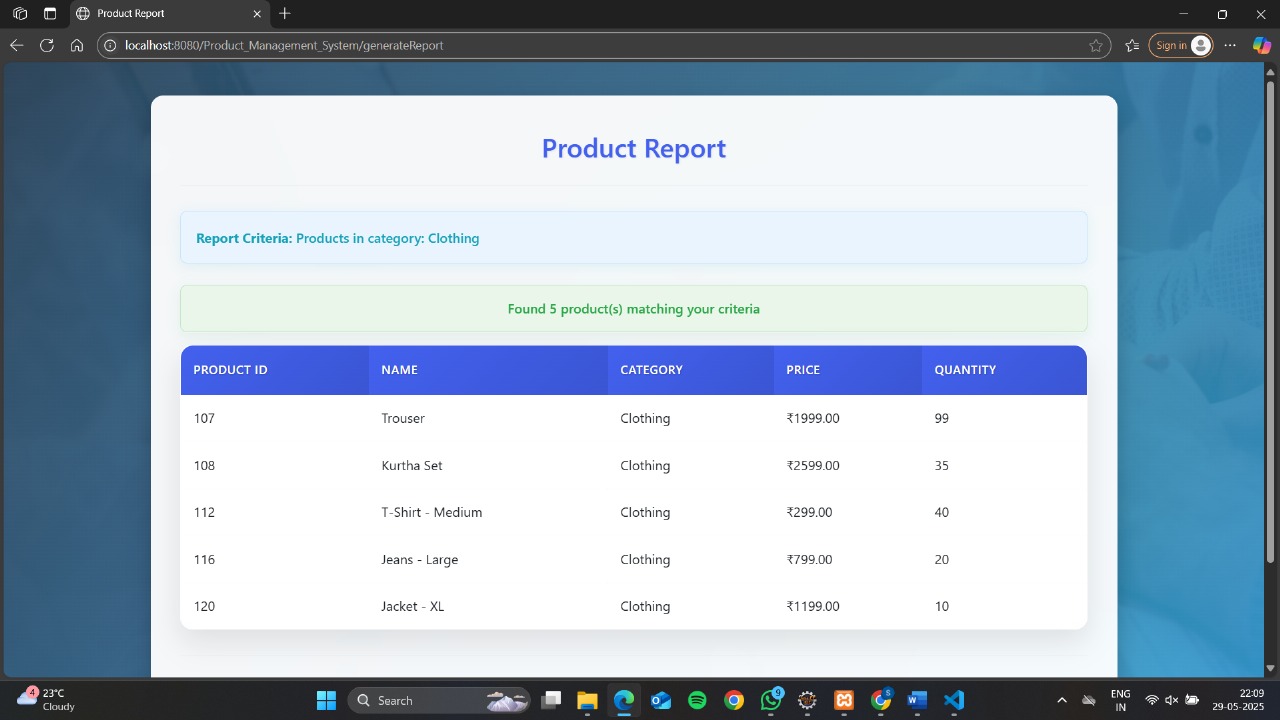 Product Report
localhost:8080/Product_Management_System/generateReport
Sign in
Product Report
Report Criteria: Products in category: Clothing
Found 5 product(s) matching your criteria
PRODUCT ID NAME CATEGORY PRICE QUANTITY
107 Trouser Clothing ₹1999.00 99
108 Kurtha Set Clothing ₹2599.00 35
112 T-Shirt - Medium Clothing ₹299.00 40
116 Jeans - Large Clothing ₹799.00 20
120 Jacket - XL Clothing ₹1199.00 10
4 23°C
Cloudy
Search
9
S
ENG
IN
22:09
29-05-2025